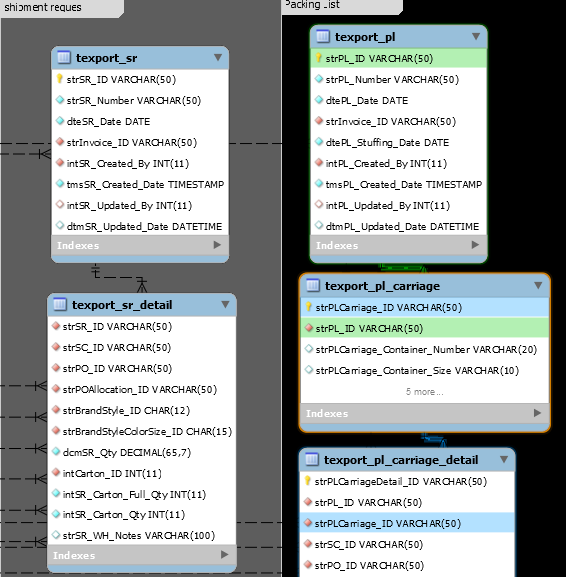 shipment reques
texport_sr
strSR_ID VARCHAR(50)
strSR_Number VARCHAR(50)
dteSR_Date DATE
strInvoice_ID VARCHAR(50)
intSR_Created_By INT(11)
tmsSR_Created_Date TIMESTAMP
intSR_Updated_By INT(11)
dtmSR_Updated_Date DATETIME
Indexes
texport_sr_detail
strSR_ID VARCHAR(50)
strSC_ID VARCHAR(50)
strPO_ID VARCHAR(50)
strPOAllocation_ID VARCHAR(50)
strBrandStyle_ID CHAR(12)
strBrandStyleColorSize_ID CHAR(15)
dcmSR_Qty DECIMAL(65,7)
intCarton_ID INT(11)
intSR_Carton_Full_Qty INT(11)
intSR_Carton_Qty INT(11)
strSR_WH_Notes VARCHAR(100)
Indexes
Packing List
texport_pl
strPL_ID VARCHAR(50)
strPL_Number VARCHAR(50)
dtePL_Date DATE
strInvoice_ID VARCHAR(50)
dtePL_Stuffing_Date DATE
intPL_Created_By INT(11)
tmsPL_Created_Date TIMESTAMP
intPL_Updated_By INT(11)
dtmPL_Updated_Date DATETIME
Indexes
texport_pl_carriage
strPLCarriage_ID VARCHAR(50)
strPL_ID VARCHAR(50)
strPLCarriage_Container_Number VARCHAR(20)
strPLCarriage_Container_Size VARCHAR(10)
5 more...
Indexes
texport_pl_carriage_detail
strPLCarriageDetail_ID VARCHAR(50)
strPL_ID VARCHAR(50)
strPLCarriage_ID VARCHAR(50)
strSC_ID VARCHAR(50)
strPO_ID VARCHAR(50)